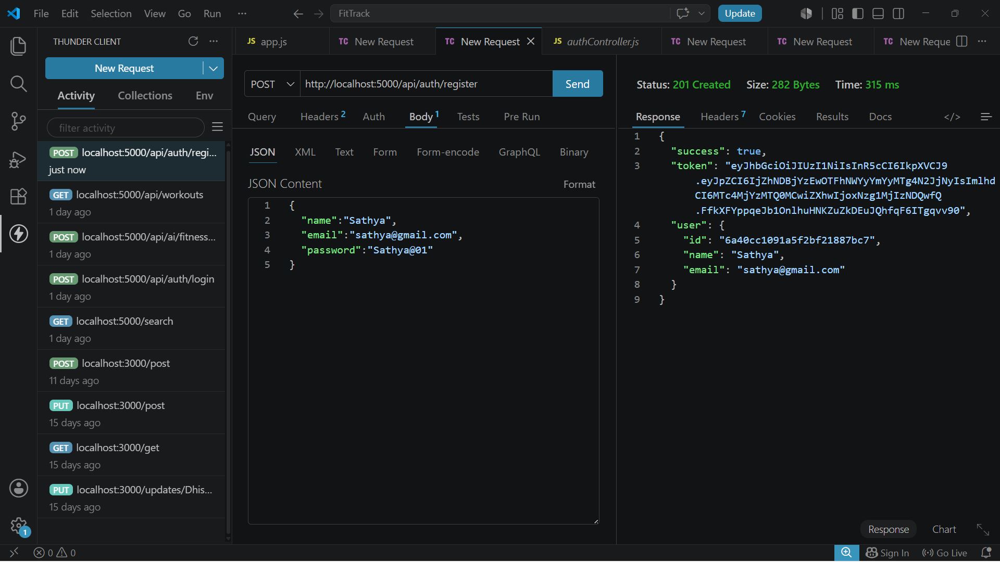 File Edit Selection View Go Run ··· FitTrack Update
THUNDER CLIENT
New Request
Activity Collections Env
filter activity
POST localhost:5000/api/auth/regi...
just now
GET localhost:5000/api/workouts
1 day ago
POST localhost:5000/api/ai/fitness...
1 day ago
POST localhost:5000/api/auth/login
1 day ago
GET localhost:5000/search
1 day ago
POST localhost:3000/post
11 days ago
PUT localhost:3000/post
15 days ago
GET localhost:3000/get
15 days ago
PUT localhost:3000/updates/Dhis...
15 days ago
1
JS app.js TC New Request TC New Request JS authController.js TC New Request TC New Request TC New Reque
POST http://localhost:5000/api/auth/register Send
Query Headers 2 Auth Body 1 Tests Pre Run
JSON XML Text Form Form-encode GraphQL Binary
JSON Content Format
1 {
2 "name":"Sathya",
3 "email":"sathya@gmail.com",
4 "password":"Sathya@01"
5 }
Status: 201 Created Size: 282 Bytes Time: 315 ms
Response Headers 7 Cookies Results Docs </>
1 {
2 "success": true,
3 "token": "eyJhbGciOiJIUzI1NiIsInR5cCI6IkpXVCJ9
.eyJpZCI6IjZhNDBjYzEwOTFhNWYyYmYyMTg4N2JjNyIsImlhd
CI6MTc4MjYzMTQ0MCwiZXhwIjoxNzg1MjIzNDQwfQ
.FfkXFYppqeJb1OnlhuHNKZuZkDEuJQhfqF6ITgqvv90",
4 "user": {
5 "id": "6a40cc1091a5f2bf21887bc7",
6 "name": "Sathya",
7 "email": "sathya@gmail.com"
8 }
9 }
Response Chart
0 0 Sign In Go Live